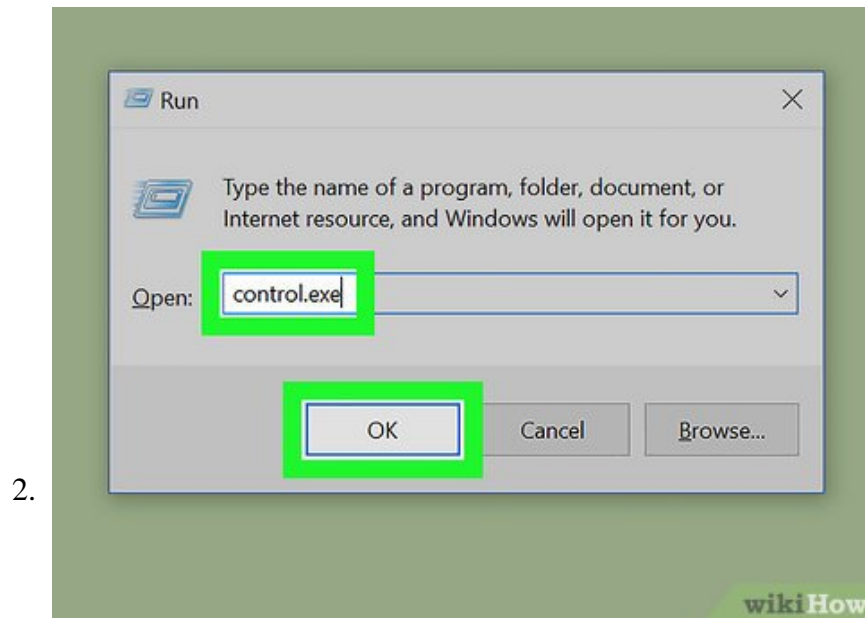 Run
Type the name of a program, folder, document, or
Internet resource, and Windows will open it for you.
Open: control.exe
OK Cancel Browse...
2.
wikiHow